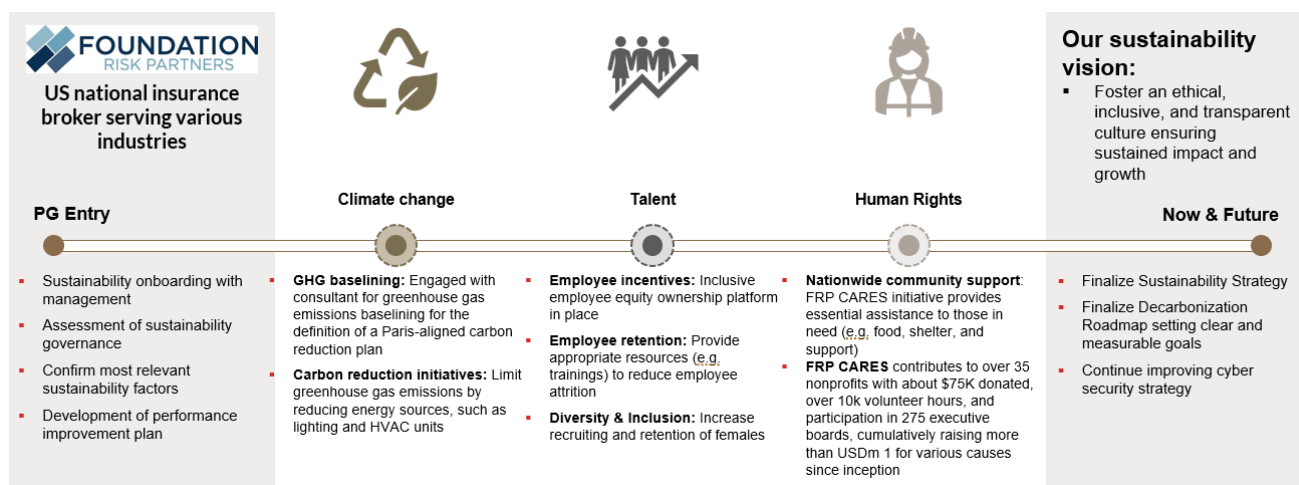 FOUNDATION
RISK PARTNERS
US national insurance
broker serving various
industries
Our sustainability
vision:
▪ Foster an ethical,
inclusive, and transparent
culture ensuring
sustained impact and
growth
PG Entry
Climate change
Talent
Human Rights
Now & Future
▪ Sustainability onboarding with
management
▪ Assessment of sustainability
governance
▪ Confirm most relevant
sustainability factors
▪ Development of performance
improvement plan
▪ GHG baselining: Engaged with
consultant for greenhouse gas
emissions baselining for the
definition of a Paris-aligned carbon
reduction plan
▪ Carbon reduction initiatives: Limit
greenhouse gas emissions by
reducing energy sources, such as
lighting and HVAC units
▪ Employee incentives: Inclusive
employee equity ownership platform
in place
▪ Employee retention: Provide
appropriate resources (e.g.
trainings) to reduce employee
attrition
▪ Diversity & Inclusion: Increase
recruiting and retention of females
▪ Nationwide community support:
FRP CARES initiative provides
essential assistance to those in
need (e.g. food, shelter, and
support)
▪ FRP CARES contributes to over 35
nonprofits with about $75K donated,
over 10k volunteer hours, and
participation in 275 executive
boards, cumulatively raising more
than USDm 1 for various causes
since inception
▪ Finalize Sustainability Strategy
▪ Finalize Decarbonization
Roadmap setting clear and
measurable goals
▪ Continue improving cyber
security strategy